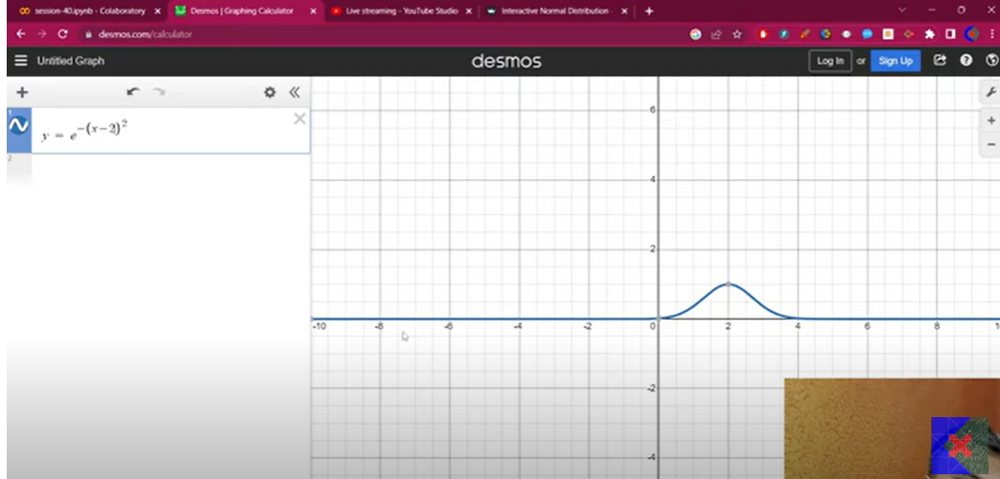 session-40.ipynb - Colaboratory
Desmos | Graphing Calculator
Live streaming - YouTube Studio
Interactive Normal Distribution
desmos.com/calculator
Untitled Graph
desmos
Log In or Sign Up
1
y = e^{-(x-2)^2}
2
6
4
2
-10 -8 -6 -4 -2 0 2 4 6 8
-2
-4